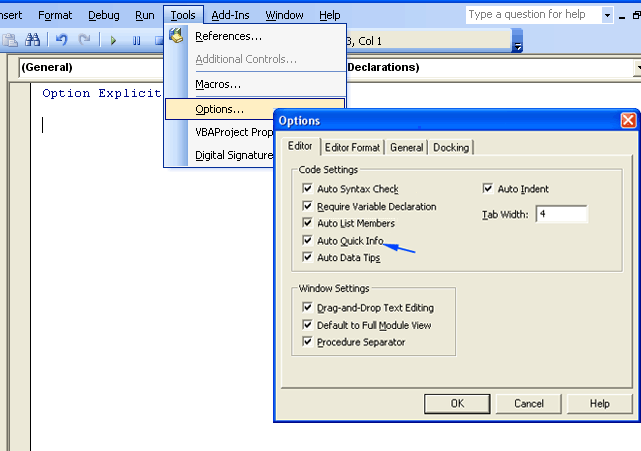 nsert Format Debug Run Tools Add-Ins Window Help Type a question for help
References...
3, Col 1
Additional Controls...
(General)
Declarations)
Macros...
Option Explicit
Options...
VBAProject Prop
Digital Signature
Options
Editor Editor Format General Docking
Code Settings
Auto Syntax Check
Auto Indent
Require Variable Declaration
Tab Width: 4
Auto List Members
Auto Quick Info
Auto Data Tips
Window Settings
Drag-and-Drop Text Editing
Default to Full Module View
Procedure Separator
OK Cancel Help